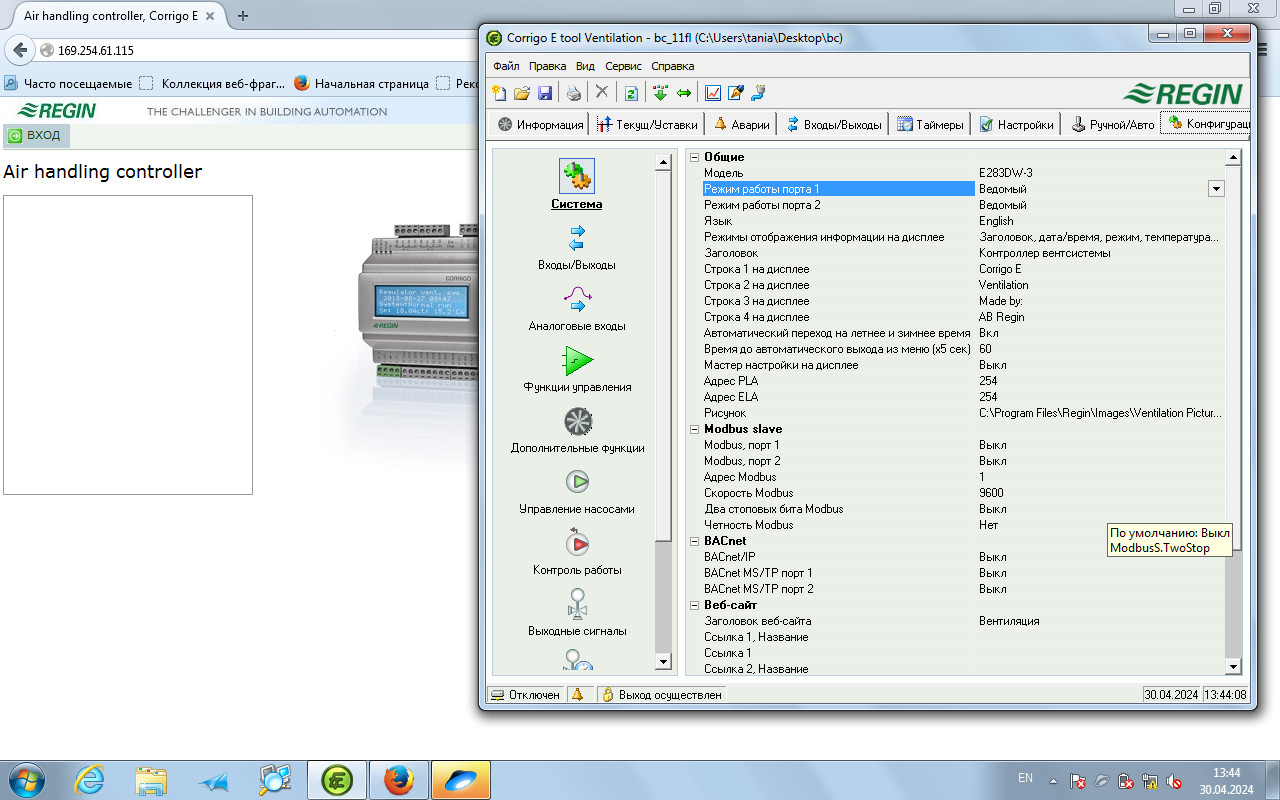 Air handling controller, Corrigo E
169.254.61.115
Часто посещаемые
Коллекция веб-фраг...
Начальная страница
REGIN
THE CHALLENGER IN BUILDING AUTOMATION
ВХОД
Air handling controller
CORRIGO
Regulator vent. sys
2013-06-27 09:47
System:Normal run
REGIN
Corrigo E tool Ventilation - bc_11fl (C:\Users\tania\Desktop\bc)
Файл Правка Вид Сервис Справка
REGIN
Информация
Текущ/Уставки
Аварии
Входы/Выходы
Таймеры
Настройки
Ручной/Авто
Конфигурац
Система
Входы/Выходы
Аналоговые входы
Функции управления
Дополнительные функции
Управление насосами
Контроль работы
Выходные сигналы
Общие
Модель E283DW-3
Режим работы порта 1 Ведомый
Режим работы порта 2 Ведомый
Язык English
Режимы отображения информации на дисплее Заголовок, дата/время, режим, температура...
Заголовок Контроллер вентсистемы
Строка 1 на дисплее Corrigo E
Строка 2 на дисплее Ventilation
Строка 3 на дисплее Made by:
Строка 4 на дисплее AB Regin
Автоматический переход на летнее и зимнее время Вкл
Время до автоматического выхода из меню (x5 сек) 60
Мастер настройки на дисплее Выкл
Адрес PLA 254
Адрес ELA 254
Рисунок C:\Program Files\Regin\Images\Ventilation Pictur...
Modbus slave
Modbus, порт 1 Выкл
Modbus, порт 2 Выкл
Адрес Modbus 1
Скорость Modbus 9600
Два стоповых бита Modbus Выкл
Четность Modbus Нет
По умолчанию: Выкл
ModbusS.TwoStop
BACnet
BACnet/IP Выкл
BACnet MS/TP порт 1 Выкл
BACnet MS/TP порт 2 Выкл
Веб-сайт
Заголовок веб-сайта Вентиляция
Ссылка 1, Название
Ссылка 1
Ссылка 2, Название
Отключен
Выход осуществлен
30.04.2024 13:44:08
EN
13:44
30.04.2024